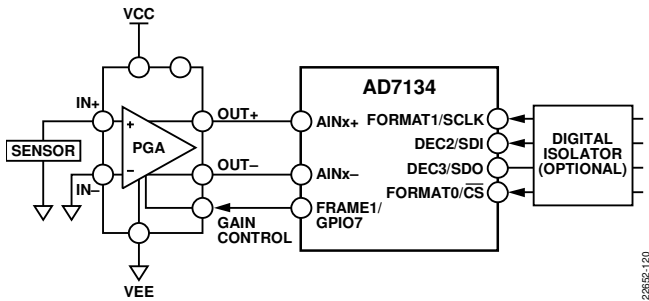 VCC
IN+
OUT+
SENSOR
PGA
+
–
OUT–
IN–
GAIN
CONTROL
VEE
AD7134
AINx+
FORMAT1/SCLK
DEC2/SDI
AINx–
DEC3/SDO
FRAME1/
GPIO7
FORMAT0/CS
DIGITAL
ISOLATOR
(OPTIONAL)
22652-120